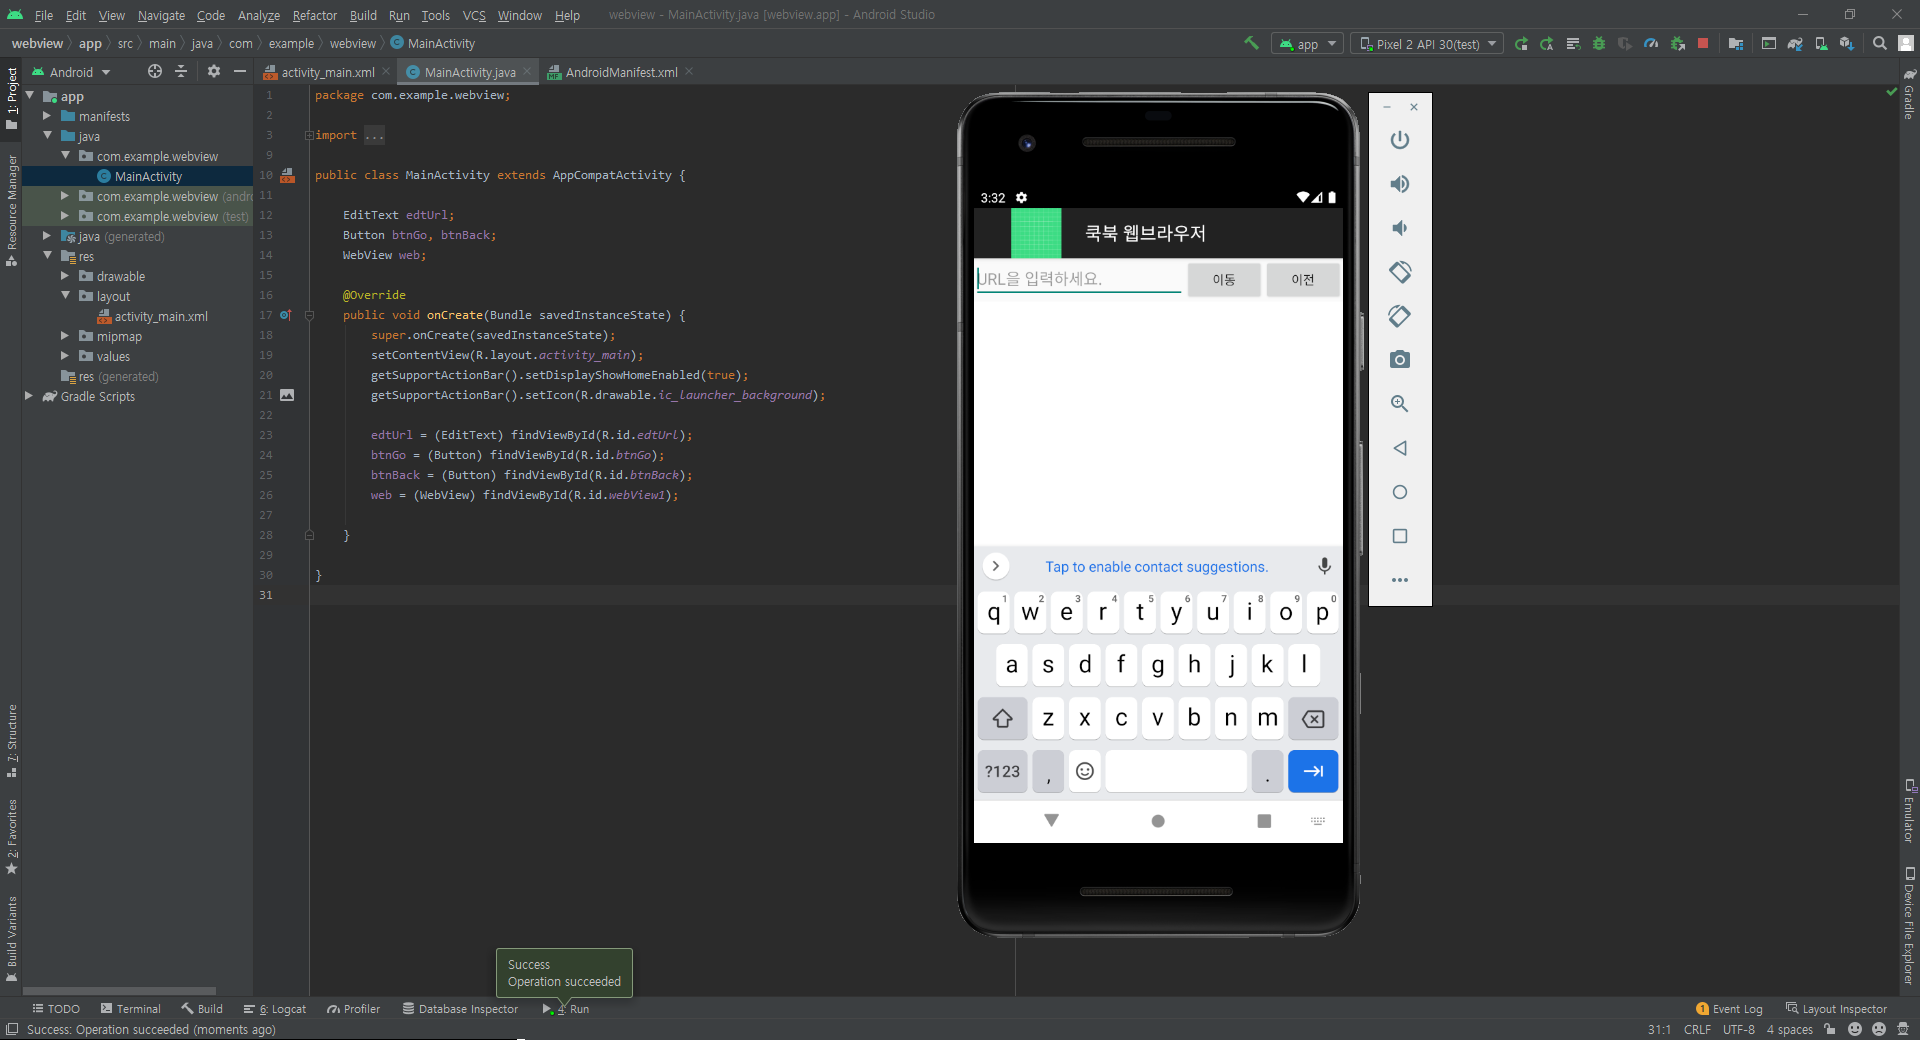 File Edit View Navigate Code Analyze Refactor Build Run Tools VCS Window Help webview - MainActivity.java [webview.app] - Android Studio
webview app src main java com example webview MainActivity app Pixel 2 API 30(test)
Android activity_main.xml MainActivity.java AndroidManifest.xml
1: Project
Resource Manager
7: Structure
2: Favorites
Build Variants
app
manifests
java
com.example.webview
MainActivity
com.example.webview (andro
com.example.webview (test)
java (generated)
res
drawable
layout
activity_main.xml
mipmap
values
res (generated)
Gradle Scripts
1 package com.example.webview;
2
3 import ...
9
10 public class MainActivity extends AppCompatActivity {
11
12 EditText edtUrl;
13 Button btnGo, btnBack;
14 WebView web;
15
16 @Override
17 public void onCreate(Bundle savedInstanceState) {
18 super.onCreate(savedInstanceState);
19 setContentView(R.layout.activity_main);
20 getSupportActionBar().setDisplayShowHomeEnabled(true);
21 getSupportActionBar().setIcon(R.drawable.ic_launcher_background);
22
23 edtUrl = (EditText) findViewById(R.id.edtUrl);
24 btnGo = (Button) findViewById(R.id.btnGo);
25 btnBack = (Button) findViewById(R.id.btnBack);
26 web = (WebView) findViewById(R.id.webView1);
27
28 }
29
30 }
31
3:32
쿡북 웹브라우저
URL을 입력하세요. 이동 이전
Tap to enable contact suggestions.
q1 w2 e3 r4 t5 y6 u7 i8 o9 p0
a s d f g h j k l
z x c v b n m
?123 , .
Gradle
Emulator
Device File Explorer
Success
Operation succeeded
TODO Terminal Build 6: Logcat Profiler Database Inspector 4: Run 1 Event Log Layout Inspector
Success: Operation succeeded (moments ago) 31:1 CRLF UTF-8 4 spaces